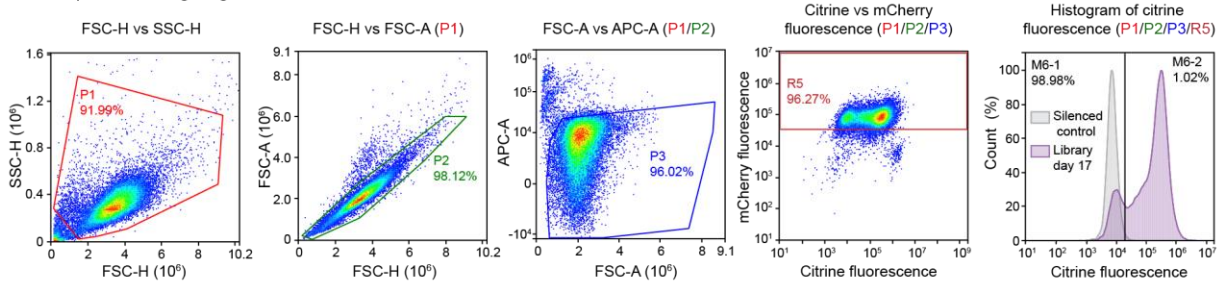 FSC-H vs SSC-H
1.6
1.2
0.8
0.4
0
SSC-H (10⁶)
P1
91.99%
0 2 4 6 8 10.2
FSC-H (10⁶)
FSC-H vs FSC-A (P1)
9.1
8.0
6.0
4.0
2.0
0
FSC-A (10⁶)
P2
98.12%
0 2 4 6 8 10.2
FSC-H (10⁶)
FSC-A vs APC-A (P1/P2)
10⁶
10⁵
10⁴
0
-10⁴
APC-A
P3
96.02%
0 2 4 6 8 9.1
FSC-A (10⁶)
Citrine vs mCherry
fluorescence (P1/P2/P3)
10⁷
10⁶
10⁵
10⁴
10³
10²
10¹
mCherry fluorescence
R5
96.27%
10¹ 10³ 10⁵ 10⁷ 10⁹
Citrine fluorescence
Histogram of citrine
fluorescence (P1/P2/P3/R5)
M6-1
98.98%
M6-2
1.02%
100
80
60
40
20
0
Count (%)
Silenced
control
Library
day 17
10¹ 10³ 10⁴ 10⁵ 10⁶ 10⁷
Citrine fluorescence